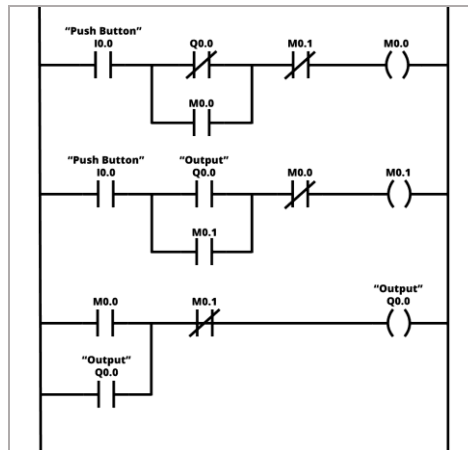 “Push Button”
I0.0 Q0.0 M0.1 M0.0
M0.0
“Push Button” “Output”
I0.0 Q0.0 M0.0 M0.1
M0.1
“Output”
M0.0 M0.1 Q0.0
“Output”
Q0.0